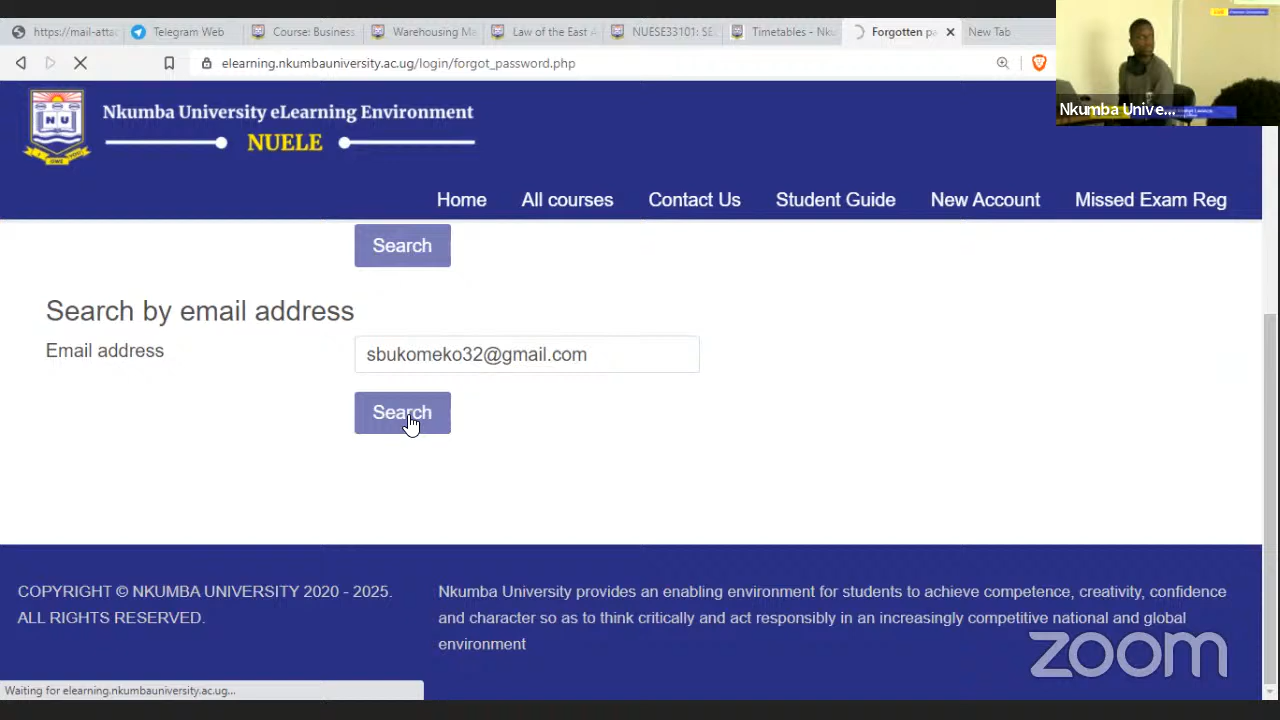 https://mail-atta
Telegram Web
Course: Business
Warehousing M
Law of the East A
NUESE33101: SE
Timetables - Nk
Forgotten pa
New Tab
elearning.nkumbauniversity.ac.ug/login/forgot_password.php
Nkumba Unive...
Nkumba University eLearning Environment
NUELE
Home
All courses
Contact Us
Student Guide
New Account
Missed Exam Reg
Search
Search by email address
Email address
sbukomeko32@gmail.com
Search
COPYRIGHT © NKUMBA UNIVERSITY 2020 - 2025.
ALL RIGHTS RESERVED.
Nkumba University provides an enabling environment for students to achieve competence, creativity, confidence
and character so as to think critically and act responsibly in an increasingly competitive national and global
environment
zoom
Waiting for elearning.nkumbauniversity.ac.ug...